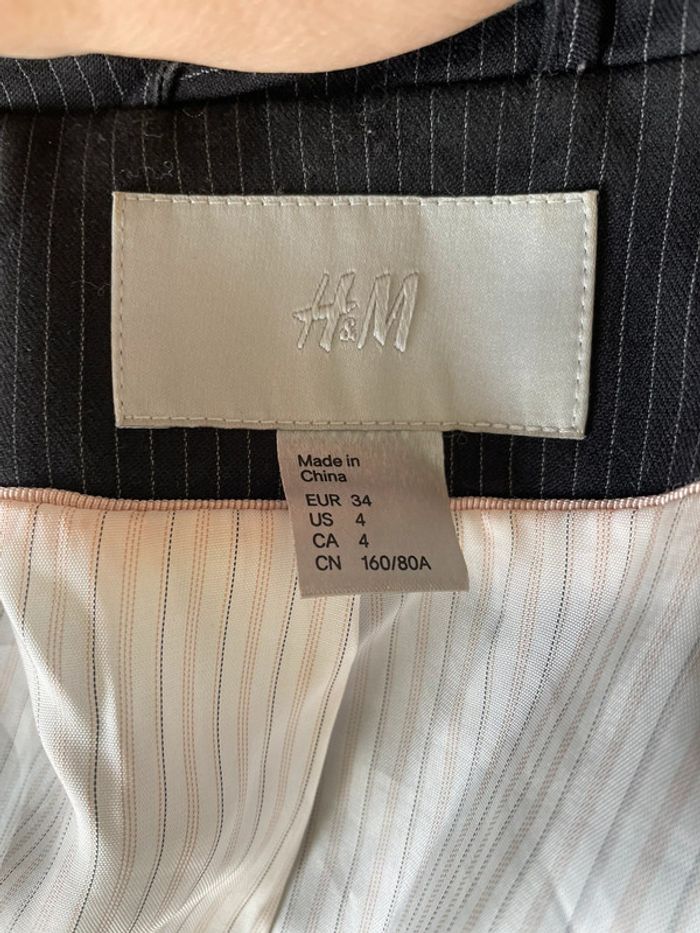 H&M
Made in
China
EUR 34
US 4
CA 4
CN 160/80A